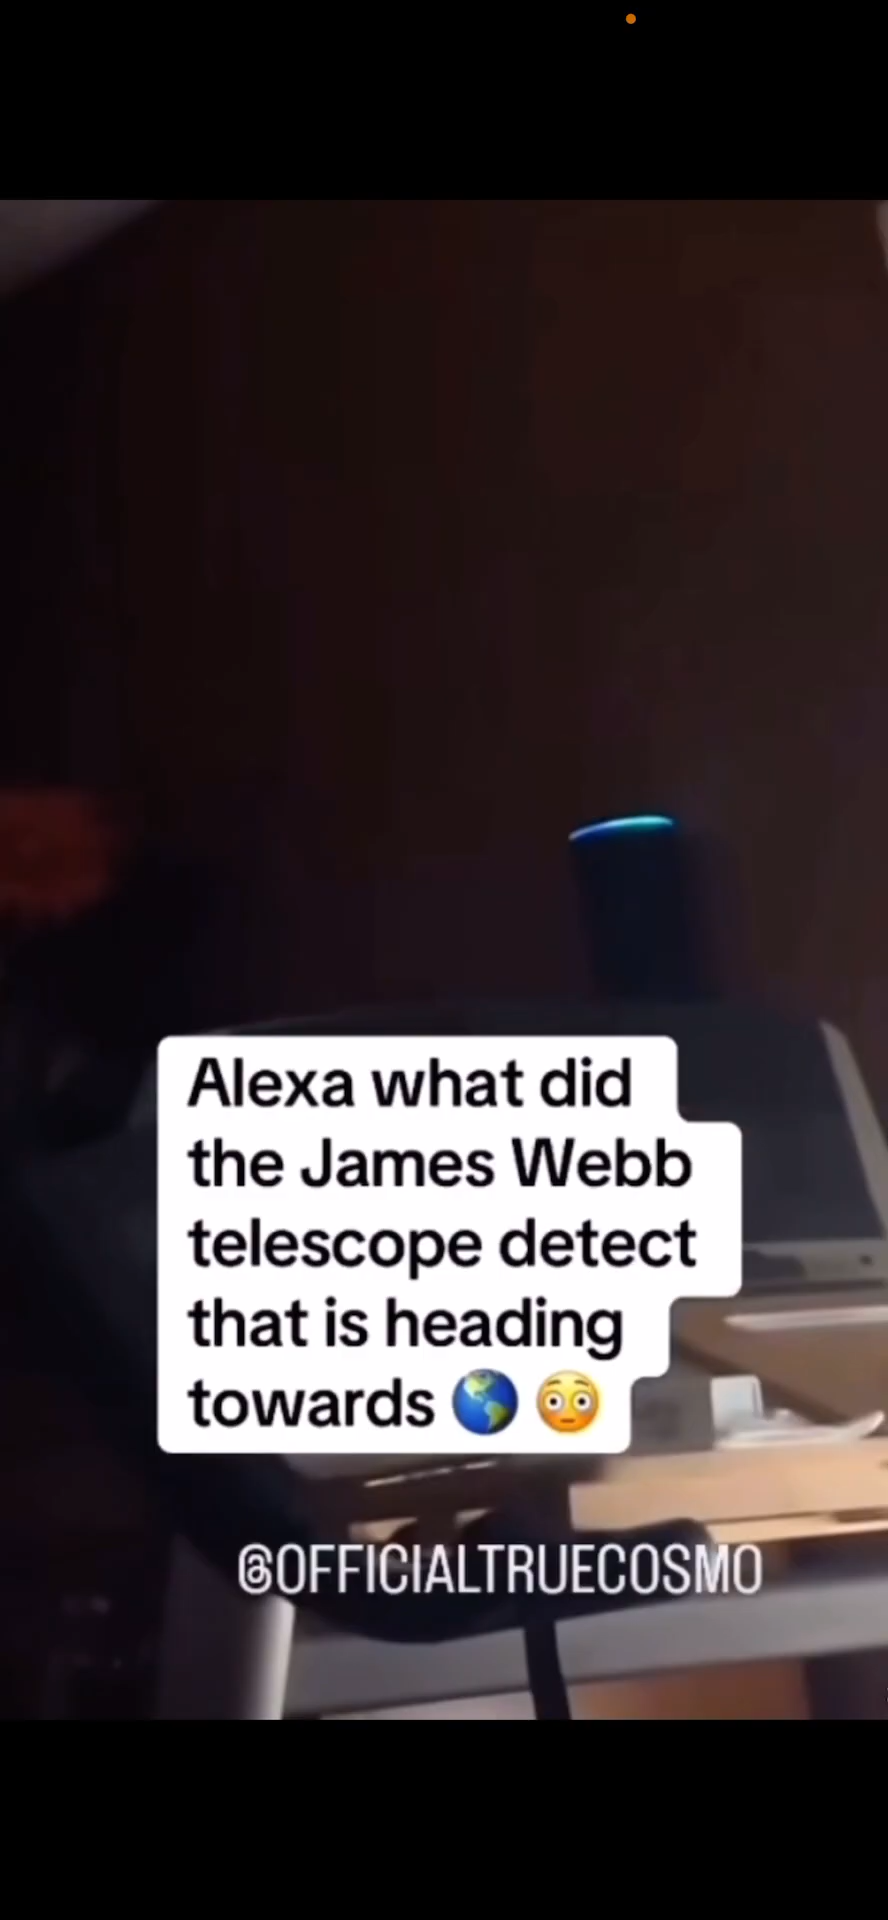 Alexa what did
the James Webb
telescope detect
that is heading
towards 🌎 😳
@OFFICIALTRUECOSMO